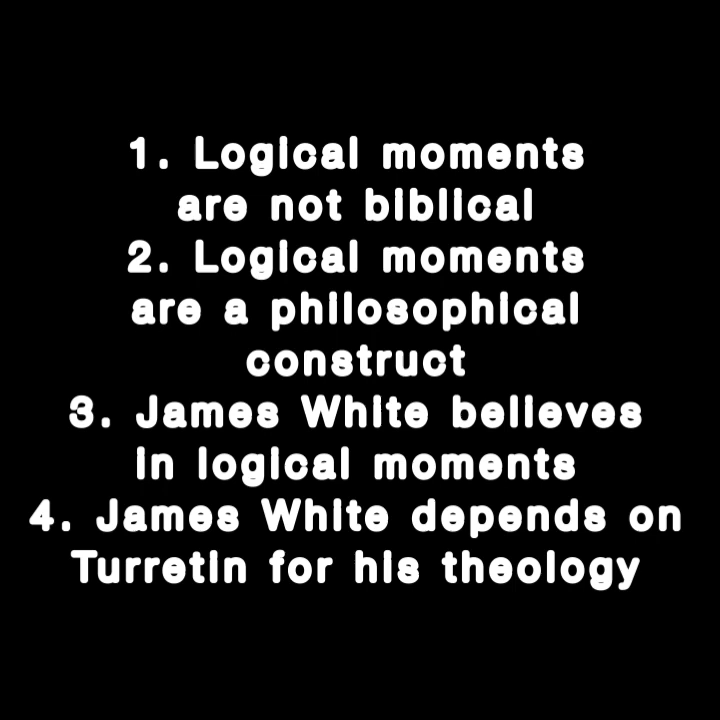 1. Logical moments
are not biblical
2. Logical moments
are a philosophical
construct
3. James White believes
in logical moments
4. James White depends on
Turretin for his theology